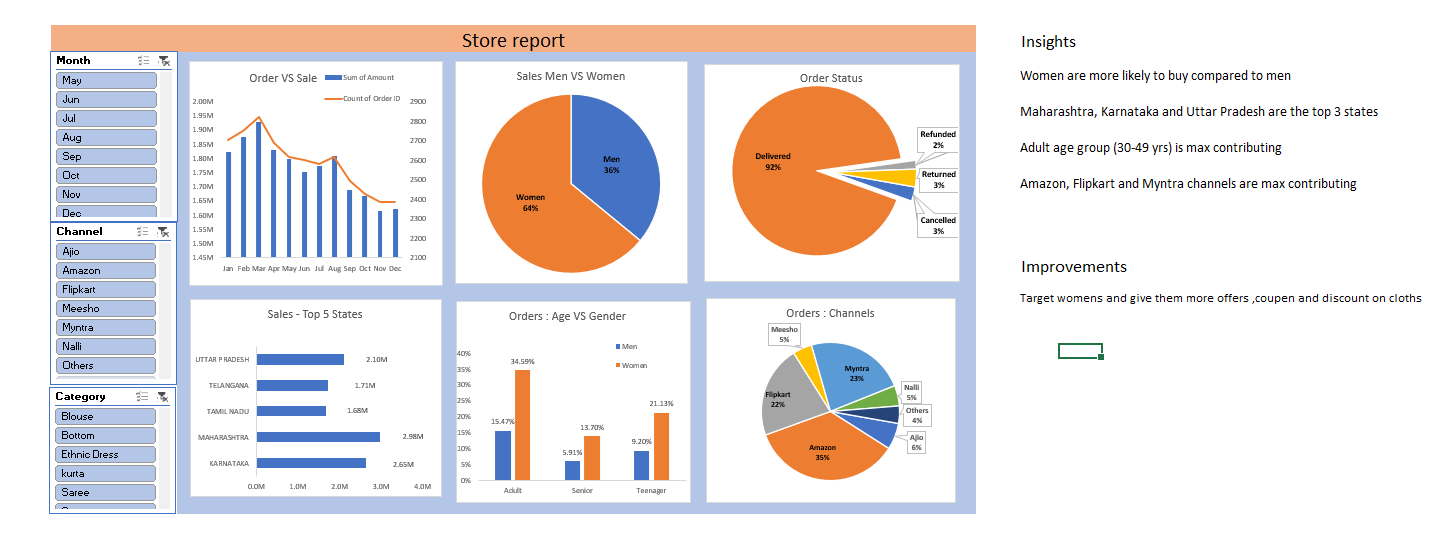 Store report
Month
May
Jun
Jul
Aug
Sep
Oct
Nov
Dec
Channel
Ajio
Amazon
Flipkart
Meesho
Myntra
Nalli
Others
Category
Blouse
Bottom
Ethnic Dress
kurta
Saree
Order VS Sale
Sum of Amount
Count of Order ID
2.00M
1.95M
1.90M
1.85M
1.80M
1.75M
1.70M
1.65M
1.60M
1.55M
1.50M
1.45M
2900
2800
2700
2600
2500
2400
2300
2200
2100
Jan Feb Mar Apr May Jun Jul Aug Sep Oct Nov Dec
Sales Men VS Women
Men
36%
Women
64%
Order Status
Delivered
92%
Refunded
2%
Returned
3%
Cancelled
3%
Sales - Top 5 States
UTTAR PRADESH
2.10M
TELANGANA
1.71M
TAMIL NADU
1.68M
MAHARASHTRA
2.98M
KARNATAKA
2.65M
0.0M 1.0M 2.0M 3.0M 4.0M
Orders : Age VS Gender
Men
Women
40%
35%
30%
25%
20%
15%
10%
5%
0%
15.47%
34.59%
5.91%
13.70%
9.20%
21.13%
Adult Senior Teenager
Orders : Channels
Meesho
5%
Myntra
23%
Nalli
5%
Others
4%
Ajio
6%
Amazon
35%
Flipkart
22%
Insights
Women are more likely to buy compared to men
Maharashtra, Karnataka and Uttar Pradesh are the top 3 states
Adult age group (30-49 yrs) is max contributing
Amazon, Flipkart and Myntra channels are max contributing
Improvements
Target womens and give them more offers ,coupen and discount on cloths